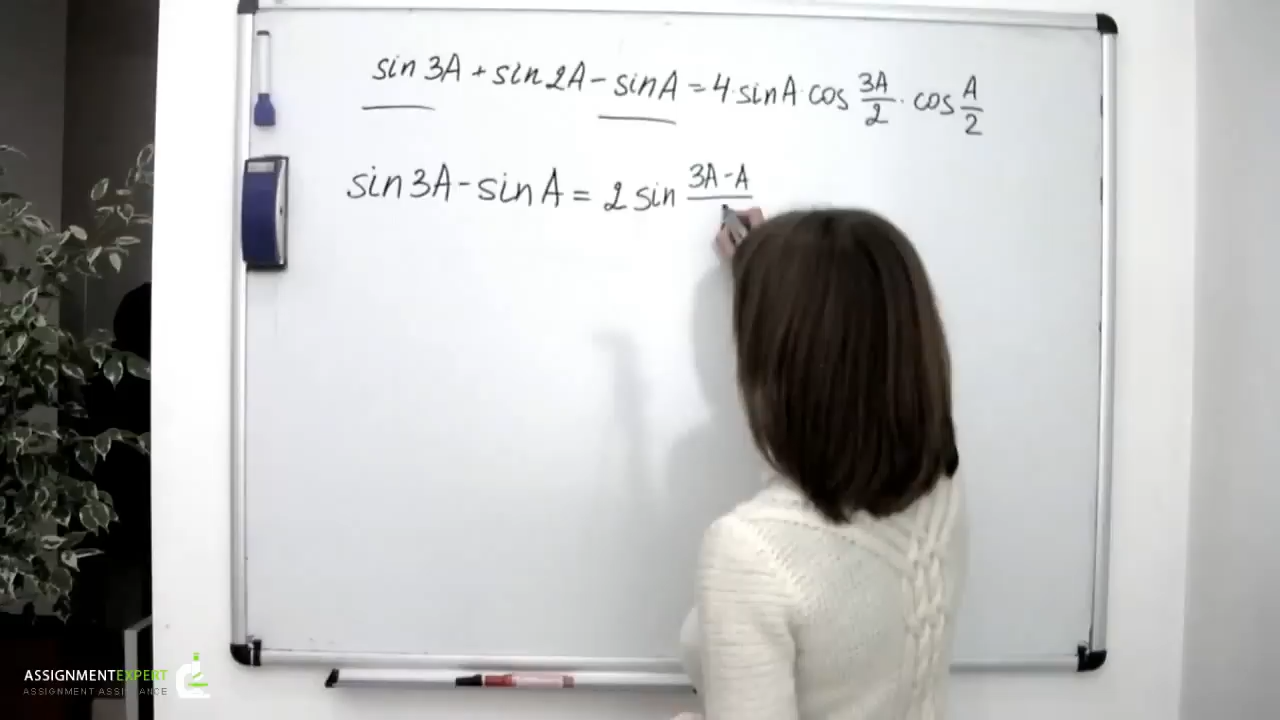 sin 3A + sin 2A - sin A = 4 · sin A · cos 3A/2 · cos A/2
sin 3A - sin A = 2 sin 3A - A
ASSIGNMENTEXPERT
ASSIGNMENT ASSISTANCE